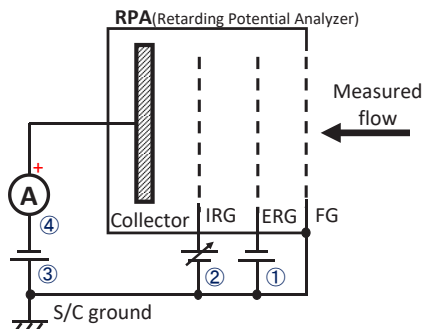 RPA(Retarding Potential Analyzer)
Measured
flow
+
A
④
Collector
IRG
ERG
FG
③
②
①
S/C ground